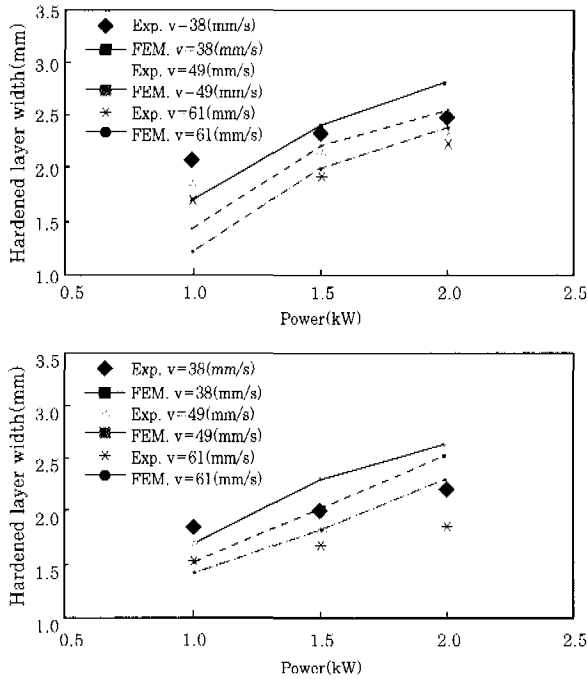 Hardened layer width(mm)
3.5
3.0
2.5
2.0
1.5
1.0
Exp. v-38(mm/s)
FEM. v=38(mm/s)
Exp. v=49(mm/s)
FEM. v-49(mm/s)
Exp. v=61(mm/s)
FEM. v=61(mm/s)
0.5 1.0 1.5 2.0 2.5
Power(kW)
Hardened layer width(mm)
3.5
3.0
2.5
2.0
1.5
1.0
Exp. v=38(mm/s)
FEM. v=38(mm/s)
Exp. v=49(mm/s)
FEM. v=49(mm/s)
Exp. v=61(mm/s)
FEM. v=61(mm/s)
0.5 1.0 1.5 2.0 2.5
Power(kW)